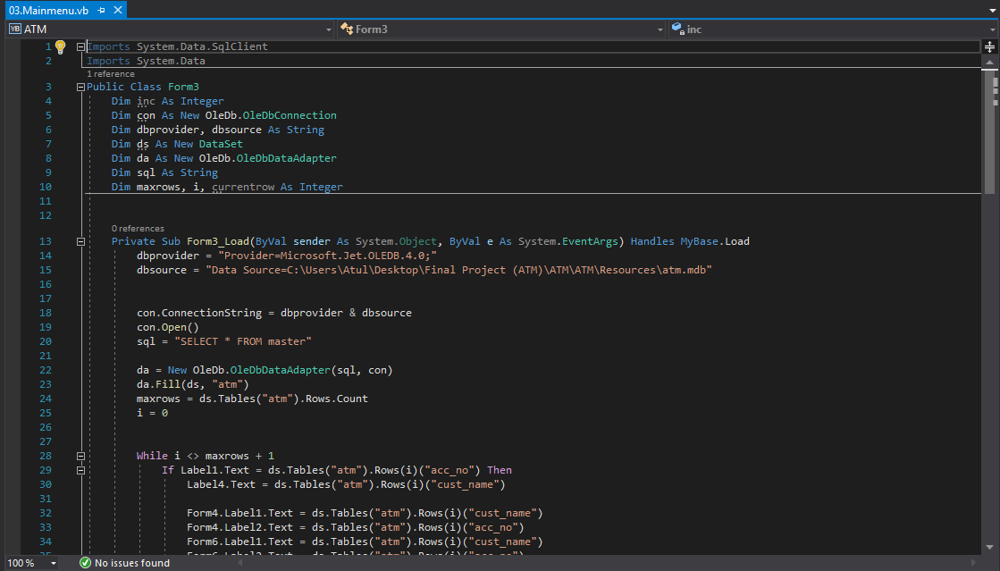 03.Mainmenu.vb
VB ATM Form3 inc
1 Imports System.Data.SqlClient
2 Imports System.Data
1 reference
3 Public Class Form3
4 Dim inc As Integer
5 Dim con As New OleDb.OleDbConnection
6 Dim dbprovider, dbsource As String
7 Dim ds As New DataSet
8 Dim da As New OleDb.OleDbDataAdapter
9 Dim sql As String
10 Dim maxrows, i, currentrow As Integer
11
12
0 references
13 Private Sub Form3_Load(ByVal sender As System.Object, ByVal e As System.EventArgs) Handles MyBase.Load
14 dbprovider = "Provider=Microsoft.Jet.OLEDB.4.0;"
15 dbsource = "Data Source=C:\Users\Atul\Desktop\Final Project (ATM)\ATM\ATM\Resources\atm.mdb"
16
17
18 con.ConnectionString = dbprovider & dbsource
19 con.Open()
20 sql = "SELECT * FROM master"
21
22 da = New OleDb.OleDbDataAdapter(sql, con)
23 da.Fill(ds, "atm")
24 maxrows = ds.Tables("atm").Rows.Count
25 i = 0
26
27
28 While i <> maxrows + 1
29 If Label1.Text = ds.Tables("atm").Rows(i)("acc_no") Then
30 Label4.Text = ds.Tables("atm").Rows(i)("cust_name")
31
32 Form4.Label1.Text = ds.Tables("atm").Rows(i)("cust_name")
33 Form4.Label2.Text = ds.Tables("atm").Rows(i)("acc_no")
34 Form6.Label1.Text = ds.Tables("atm").Rows(i)("cust_name")
100 % No issues found